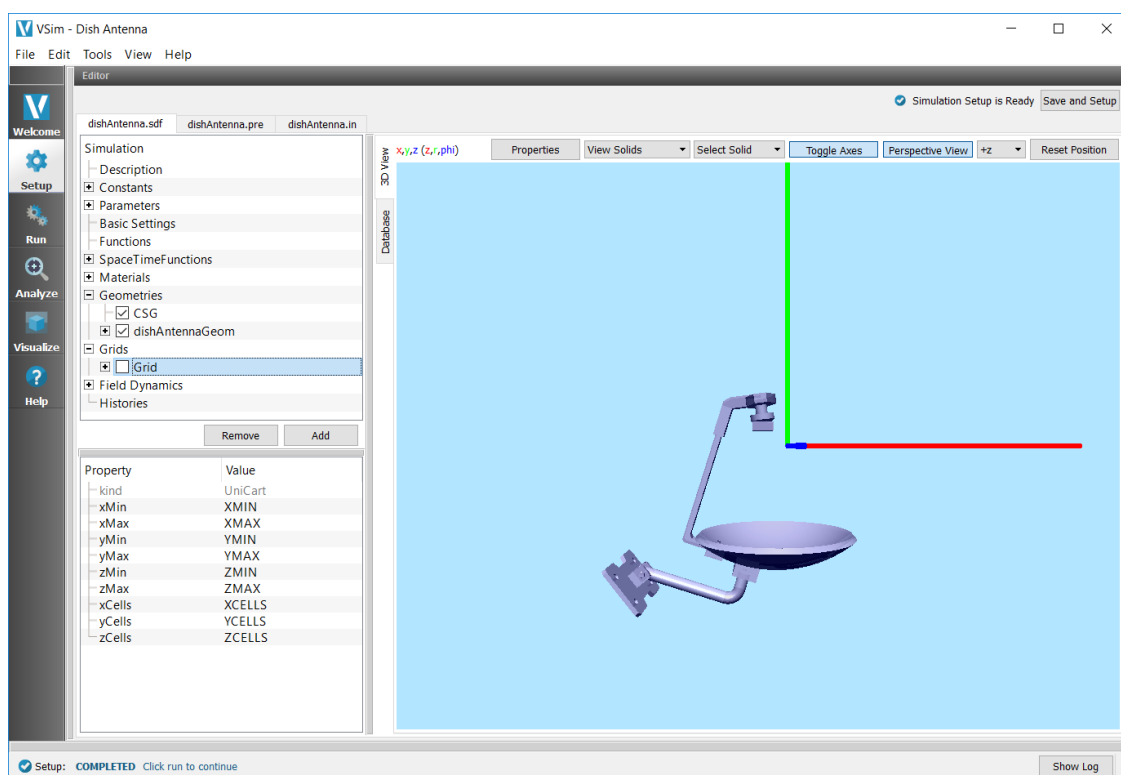 VSim - Dish Antenna
File Edit Tools View Help
Editor
Simulation Setup is Ready Save and Setup
Welcome
Setup
Run
Analyze
Visualize
Help
dishAntenna.sdf dishAntenna.pre dishAntenna.in
Simulation
Description
Constants
Parameters
Basic Settings
Functions
SpaceTimeFunctions
Materials
Geometries
CSG
dishAntennaGeom
Grids
Grid
Field Dynamics
Histories
Remove Add
Property Value
kind UniCart
xMin XMIN
xMax XMAX
yMin YMIN
yMax YMAX
zMin ZMIN
zMax ZMAX
xCells XCELLS
yCells YCELLS
zCells ZCELLS
3D View
Database
x,y,z (z,r,phi) Properties View Solids Select Solid Toggle Axes Perspective View +z Reset Position
Setup: COMPLETED Click run to continue Show Log